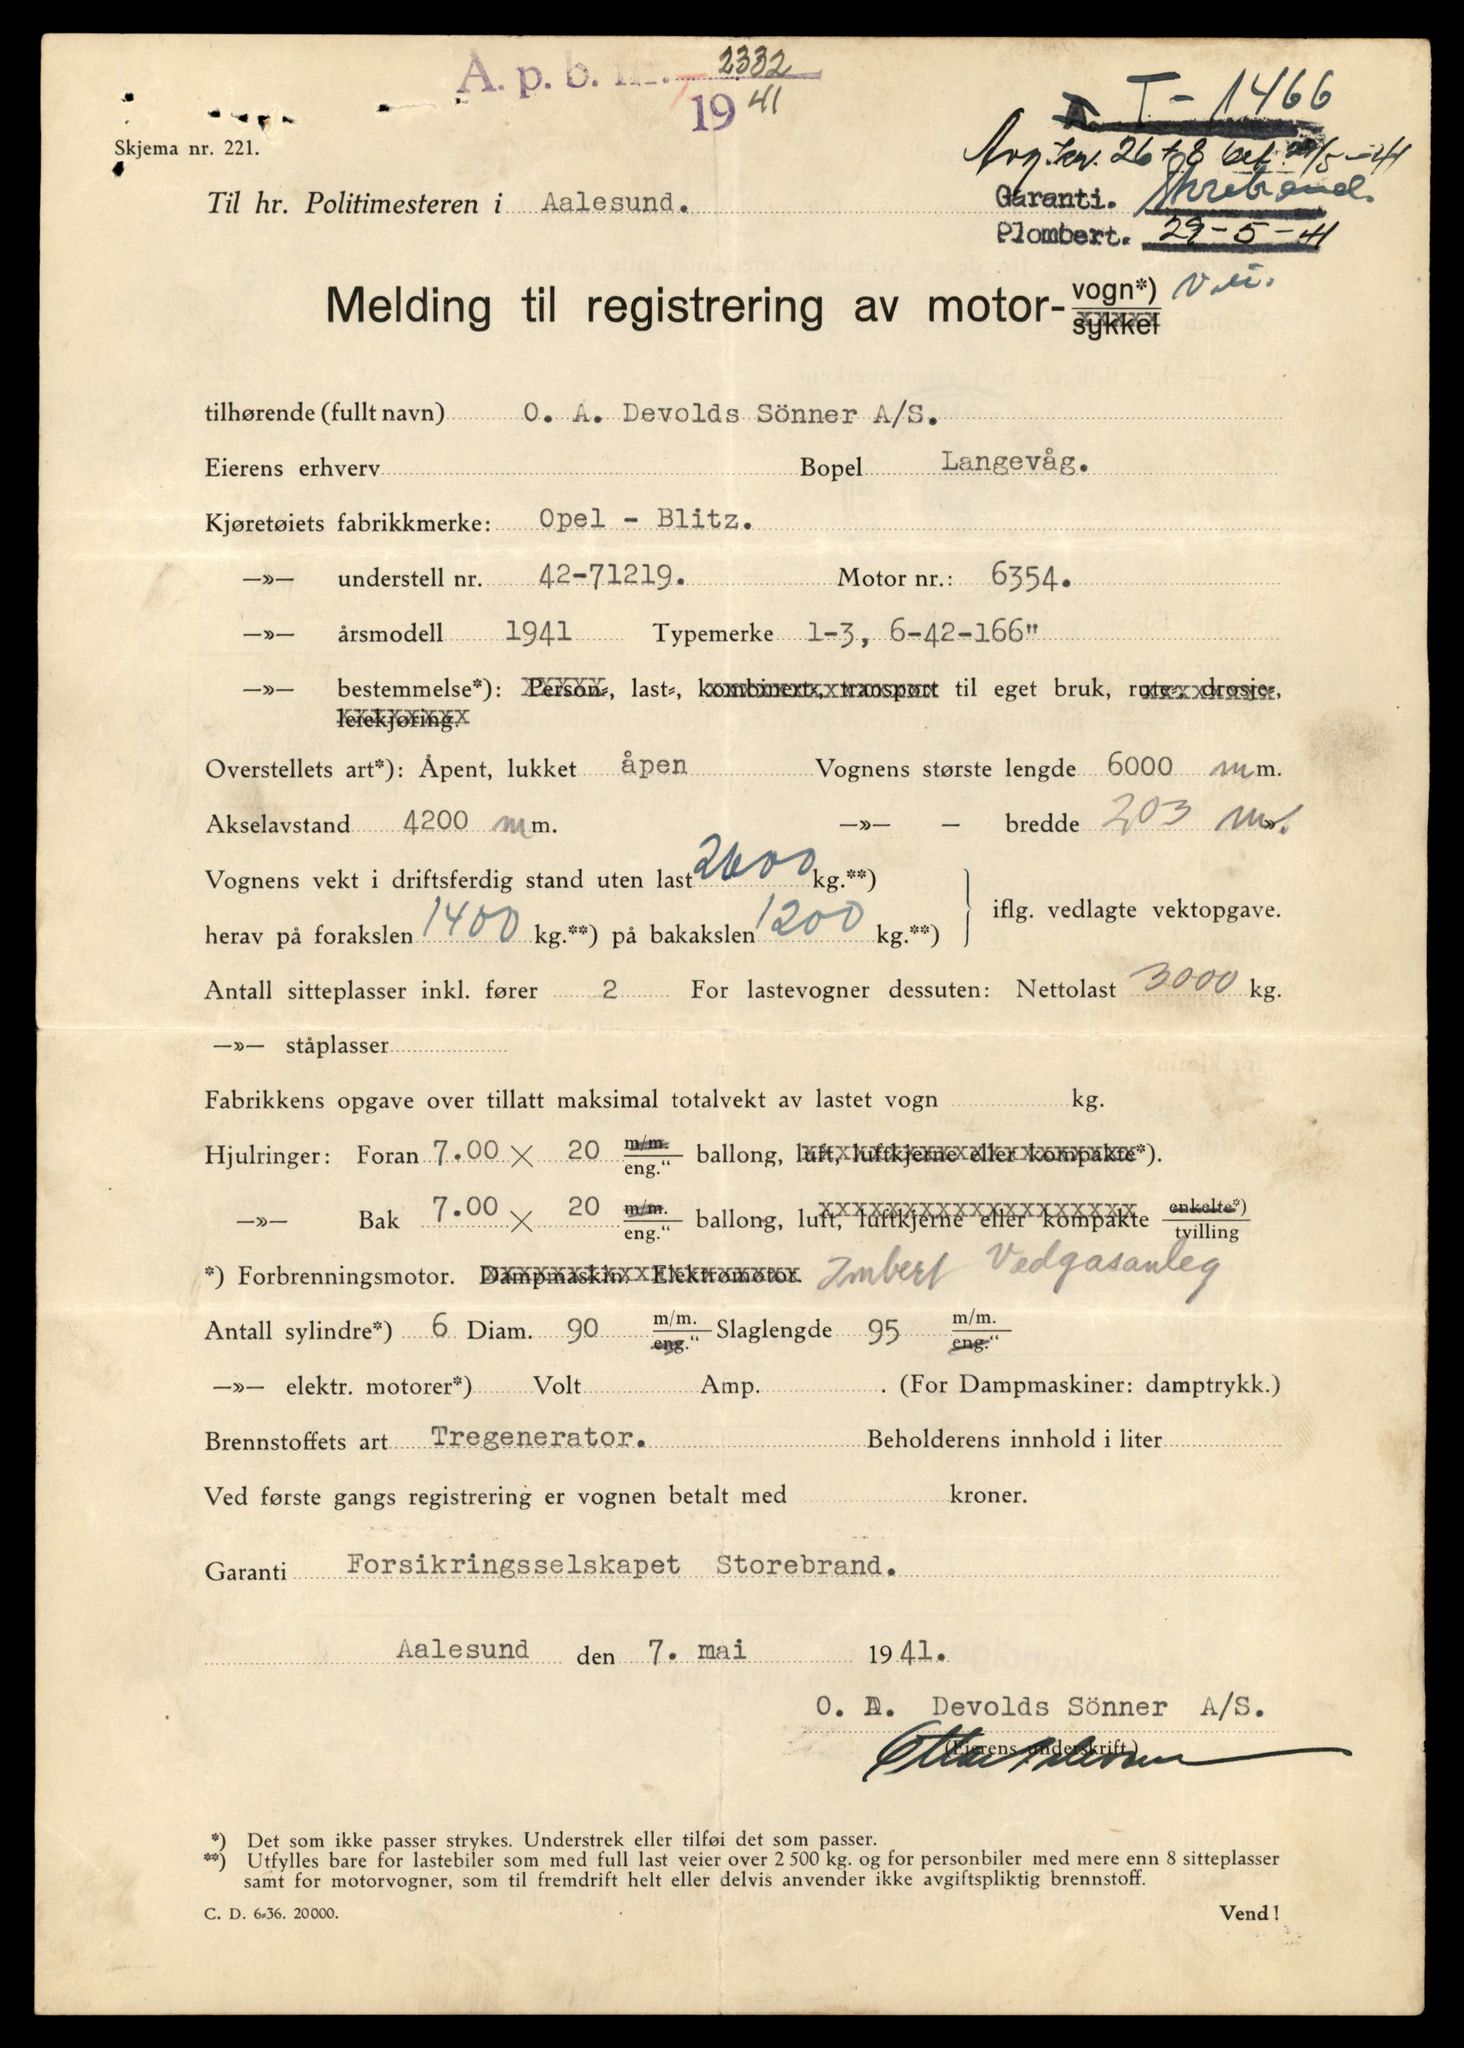 A. p. b. nr. 2332
1941
T - 1466
Skjema nr. 221.
26 + 8 bet. /5-41
Til hr. Politimesteren i Aalesund.
Garanti. Storebrand.
Plombert. 29-5-41
Melding til registrering av motor- vogn*)
sykkel
tilhørende (fullt navn) O. A. Devolds Sönner A/S.
Eierens erhverv Bopel Langevåg.
Kjøretøiets fabrikkmerke: Opel - Blitz.
—»— understell nr. 42-71219. Motor nr.: 6354.
—»— årsmodell 1941 Typemerke 1-3, 6-42-166"
—»— bestemmelse*): Person-, last-, kombinert-, transport til eget bruk, rute-, drosje-,
leiekjøring.
Overstellets art*): Åpent, lukket åpen Vognens største lengde 6000 mm.
Akselavstand 4200 mm. —»— — bredde 203 m».
Vognens vekt i driftsferdig stand uten last 2600 kg.**)
herav på forakslen 1400 kg.**) på bakakslen 1200 kg.**) iflg. vedlagte vektopgave.
Antall sitteplasser inkl. fører 2 For lastevogner dessuten: Nettolast 3000 kg.
—»— ståplasser
Fabrikkens opgave over tillatt maksimal totalvekt av lastet vogn kg.
Hjulringer: Foran 7.00 × 20 m/m. eng." ballong, luft, luftkjerne eller kompakte*).
—»— Bak 7.00 × 20 m/m. eng." ballong, luft, luftkjerne eller kompakte enkelte*) tvilling
*) Forbrenningsmotor. Dampmaskin. Elektromotor. Imbert Vedgasanleg
Antall sylindre*) 6 Diam. 90 m/m. eng." Slaglengde 95 m/m. eng."
—»— elektr. motorer*) Volt Amp. . (For Dampmaskiner: damptrykk.)
Brennstoffets art Tregenerator. Beholderens innhold i liter
Ved første gangs registrering er vognen betalt med kroner.
Garanti Forsikringsselskapet Storebrand.
Aalesund den 7. mai 1941.
O. A. Devolds Sönner A/S.
(Eierens underskrift.)
*) Det som ikke passer strykes. Understrek eller tilføi det som passer.
**) Utfylles bare for lastebiler som med full last veier over 2 500 kg. og for personbiler med mere enn 8 sitteplasser
samt for motorvogner, som til fremdrift helt eller delvis anvender ikke avgiftspliktig brennstoff.
C. D. 6-36. 20000. Vend!